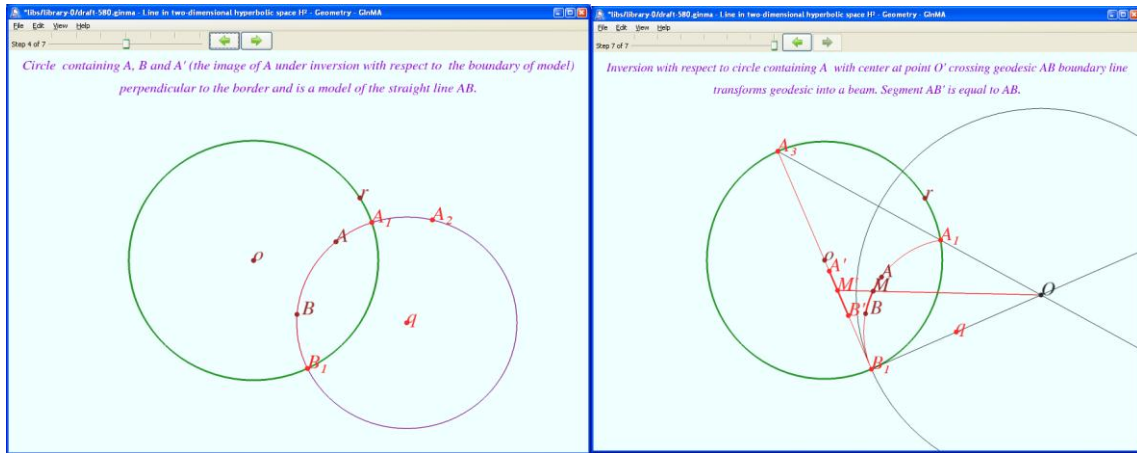 *libs/library-0/draft-580.ginma - Line in two-dimensional hyperbolic space H² - Geometry - GInMA
File Edit View Help
Step 4 of 7
Circle containing A, B and A' (the image of A under inversion with respect to the boundary of model)
perpendicular to the border and is a model of the straight line AB.
r
A₁
A₂
A
o
B
q
B₁
*libs/library-0/draft-580.ginma - Line in two-dimensional hyperbolic space H² - Geometry - GInMA
File Edit View Help
Step 7 of 7
Inversion with respect to circle containing A with center at point O' crossing geodesic AB boundary line
transforms geodesic into a beam. Segment AB' is equal to AB.
A₃
r
A₁
o
A'
A
M'
M
O
B'
B
q
B₁